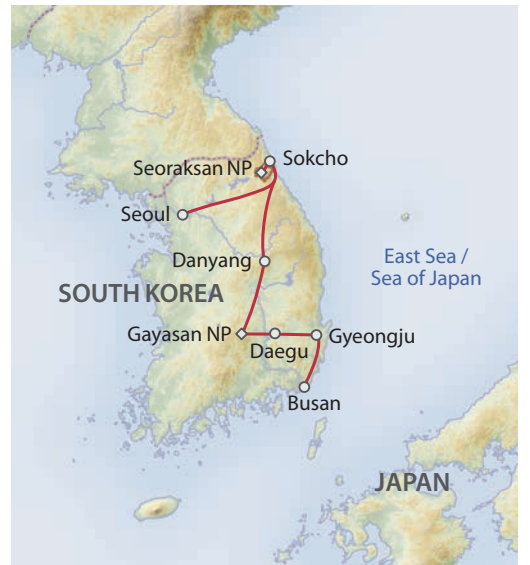 Sokcho
Seoraksan NP
Seoul
East Sea /
Sea of Japan
Danyang
SOUTH KOREA
Gayasan NP
Gyeongju
Daegu
Busan
JAPAN